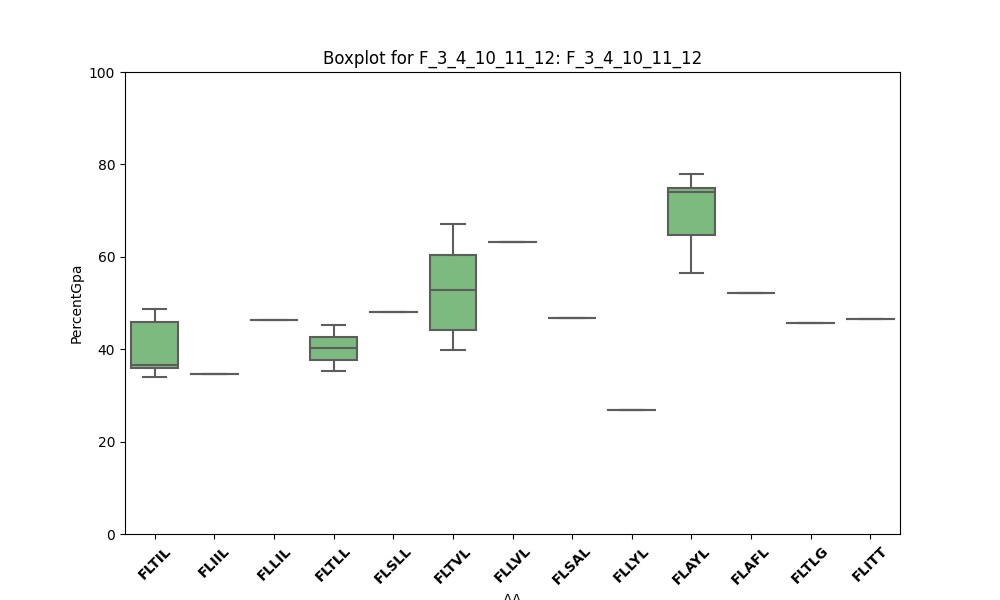 Boxplot for F_3_4_10_11_12: F_3_4_10_11_12
100
80
60
40
20
0
PercentGpa
FLTIL FLIIL FLLIL FLTLL FLSLL FLTVL FLLVL FLSAL FLLYL FLAYL FLAFL FLTLG FLITT
AA